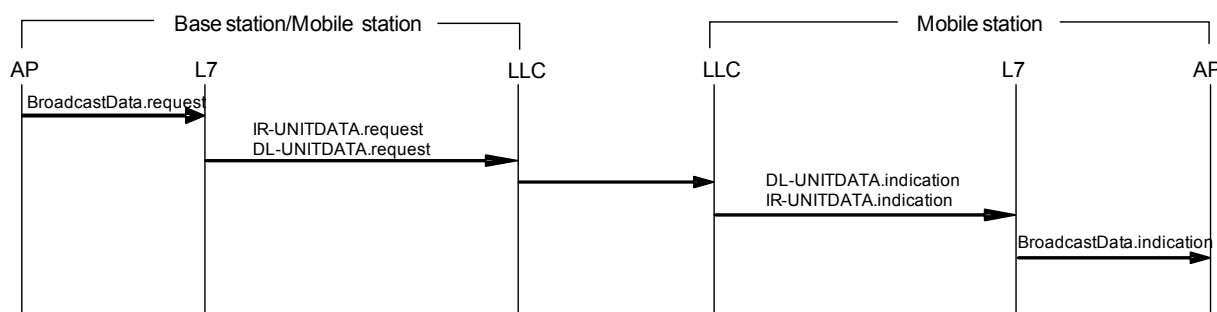 Base station/Mobile station
Mobile station
AP
L7
LLC
LLC
L7
AP
BroadcastData.request
IR-UNITDATA.request
DL-UNITDATA.request
DL-UNITDATA.indication
IR-UNITDATA.indication
BroadcastData.indication